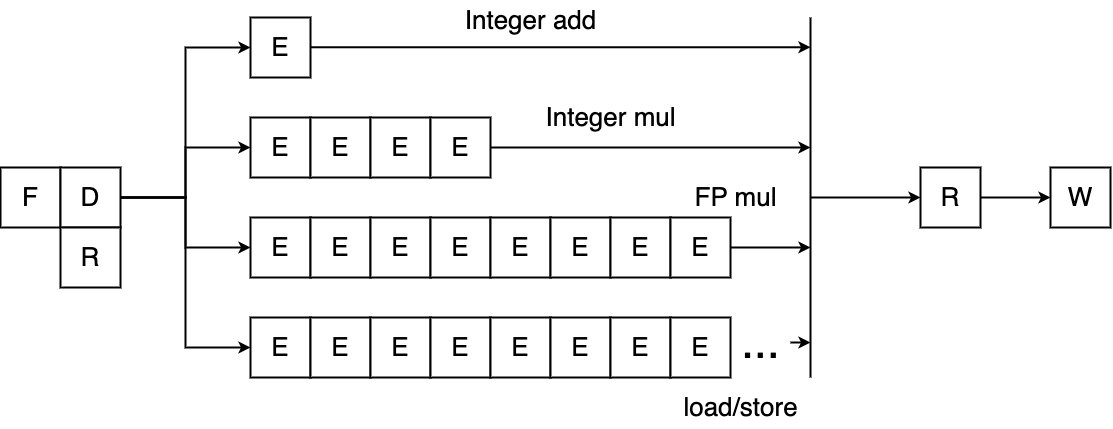 E
Integer add
E E E E
Integer mul
F D
R
E E E E E E E E
FP mul
R W
E E E E E E E E ...
load/store